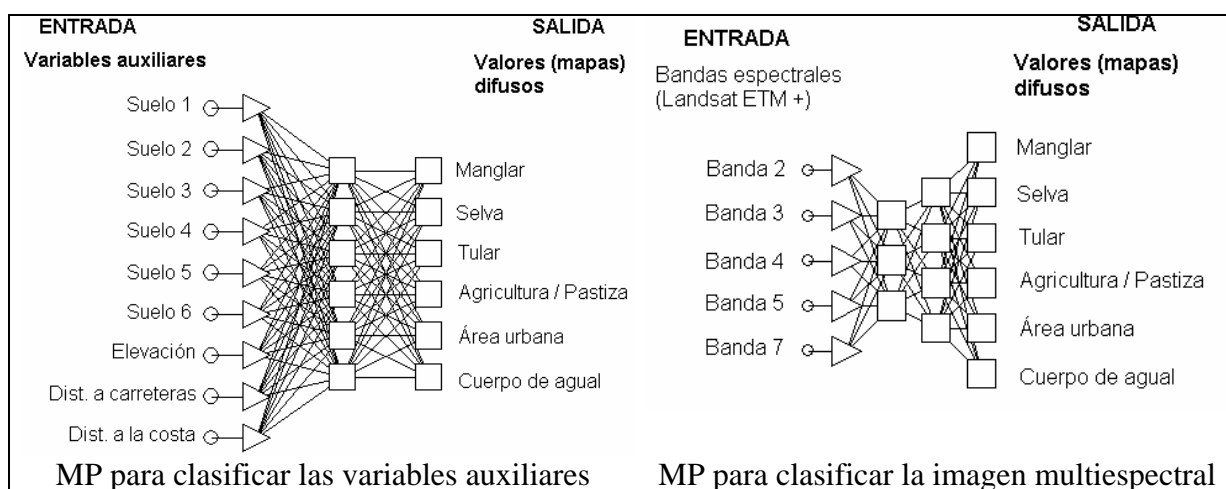 ENTRADA
SALIDA
Variables auxiliares
Valores (mapas)
difusos
Suelo 1
Suelo 2
Suelo 3
Suelo 4
Suelo 5
Suelo 6
Elevación
Dist. a carreteras
Dist. a la costa
Manglar
Selva
Tular
Agricultura / Pastiza
Área urbana
Cuerpo de agual
MP para clasificar las variables auxiliares
ENTRADA
SALIDA
Bandas espectrales
(Landsat ETM +)
Valores (mapas)
difusos
Banda 2
Banda 3
Banda 4
Banda 5
Banda 7
Manglar
Selva
Tular
Agricultura / Pastiza
Área urbana
Cuerpo de agual
MP para clasificar la imagen multiespectral